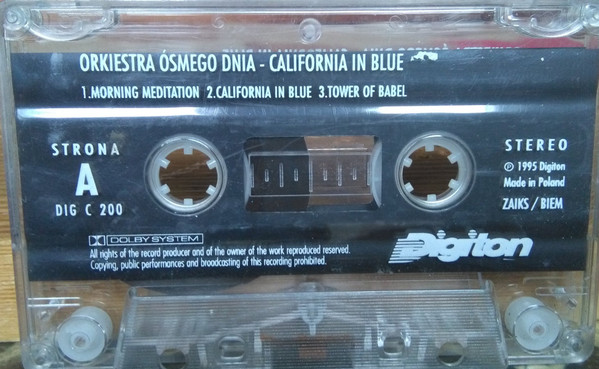 ORKIESTRA ÓSMEGO DNIA - CALIFORNIA IN BLUE
1.MORNING MEDITATION 2.CALIFORNIA IN BLUE 3.TOWER OF BABEL
STRONA
A
DIG C 200
STEREO
℗ 1995 Digiton
Made in Poland
ZAIKS / BIEM
DOLBY SYSTEM
All rights of the record producer and of the owner of the work reproduced reserved.
Copying, public performances and broadcasting of this recording prohibited.
Digiton